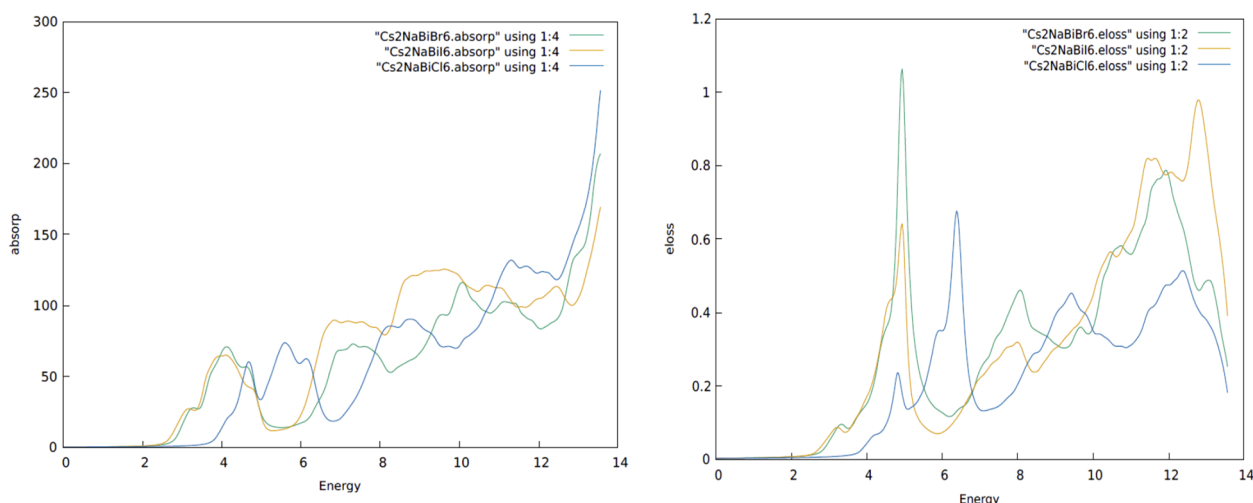 300
250
200
150
100
50
0
absorp
"Cs2NaBiBr6.absorp" using 1:4
"Cs2NaBiI6.absorp" using 1:4
"Cs2NaBiCl6.absorp" using 1:4
0 2 4 6 8 10 12 14
Energy
1.2
1
0.8
0.6
0.4
0.2
0
eloss
"Cs2NaBiBr6.eloss" using 1:2
"Cs2NaBiI6.eloss" using 1:2
"Cs2NaBiCl6.eloss" using 1:2
0 2 4 6 8 10 12 14
Energy